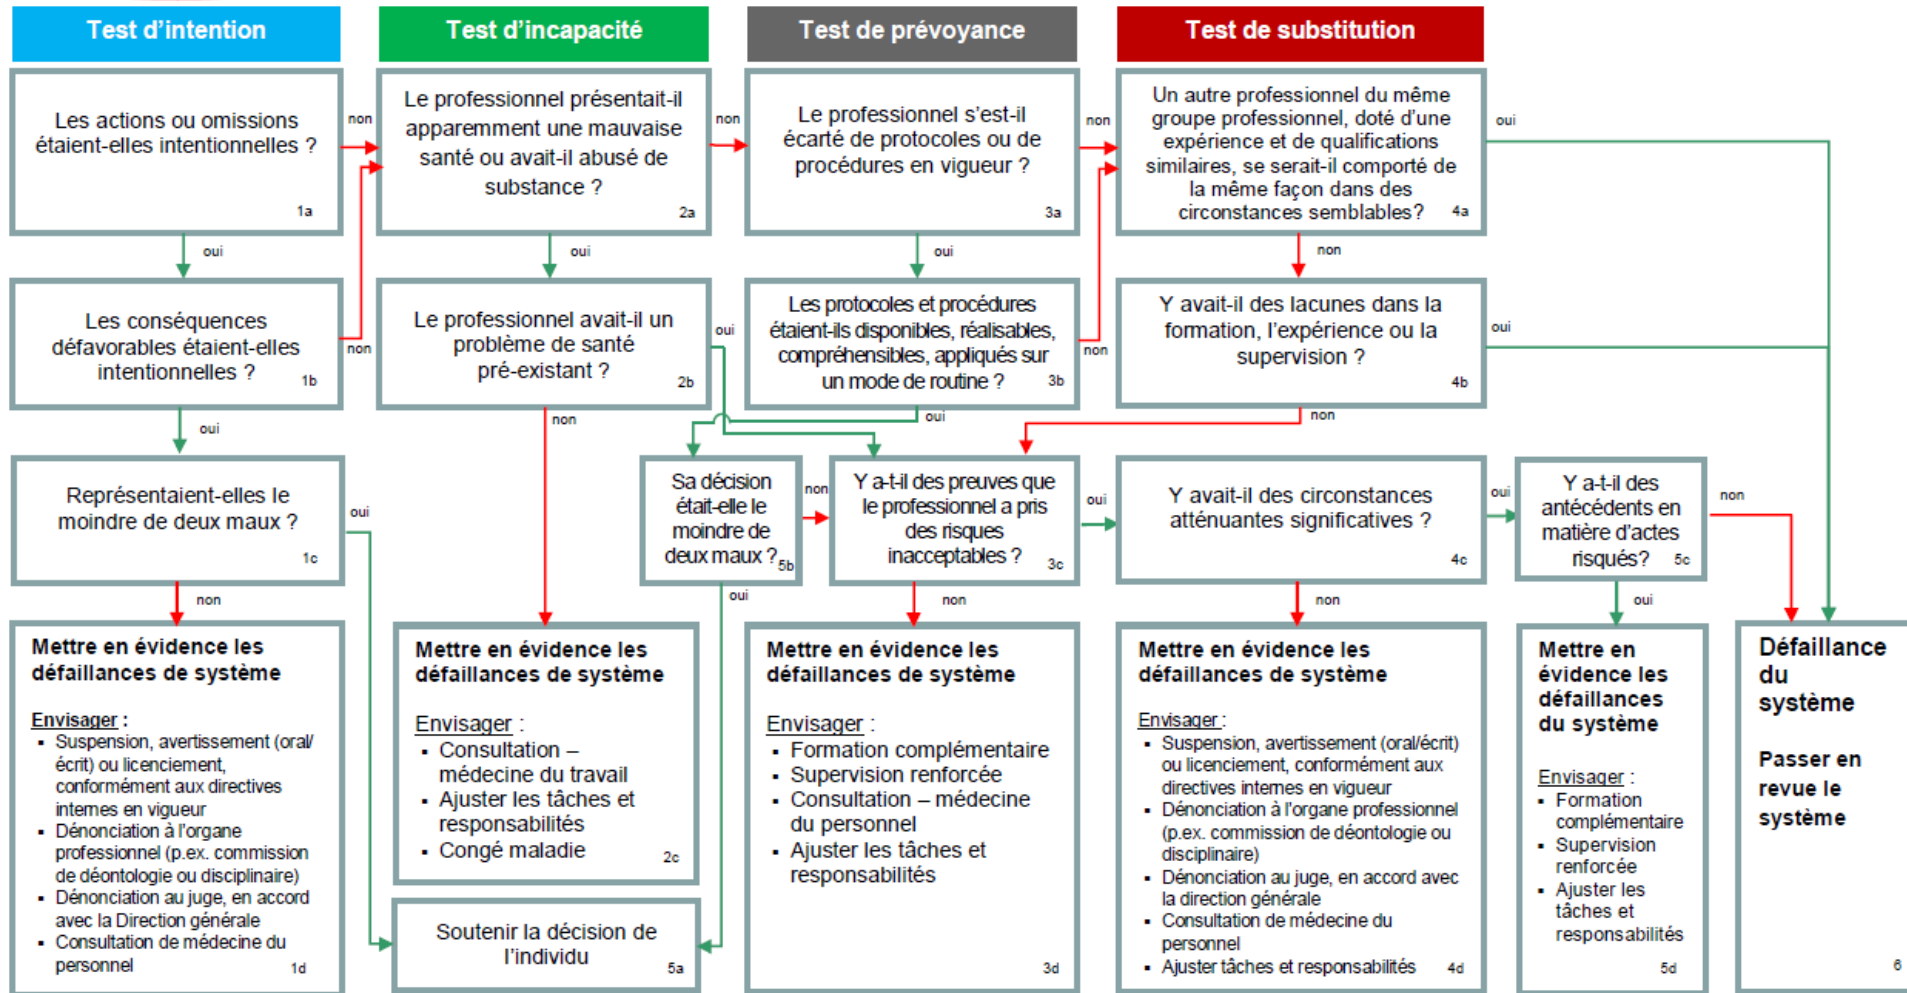 Test d'intention
Test d'incapacité
Test de prévoyance
Test de substitution
Les actions ou omissions
étaient-elles intentionnelles ?
1a
non
Le professionnel présentait-il
apparemment une mauvaise
santé ou avait-il abusé de
substance ?
2a
non
Le professionnel s'est-il
écarté de protocoles ou de
procédures en vigueur ?
3a
non
Un autre professionnel du même
groupe professionnel, doté d'une
expérience et de qualifications
similaires, se serait-il comporté de
la même façon dans des
circonstances semblables?
4a
oui
oui
oui
oui
non
Les conséquences
défavorables étaient-elles
intentionnelles ?
1b
non
Le professionnel avait-il un
problème de santé
pré-existant ?
2b
oui
Les protocoles et procédures
étaient-ils disponibles, réalisables,
compréhensibles, appliqués sur
un mode de routine ?
3b
non
Y avait-il des lacunes dans la
formation, l'expérience ou la
supervision ?
4b
oui
oui
non
oui
non
Représentaient-elles le
moindre de deux maux ?
1c
oui
Sa décision
était-elle le
moindre de
deux maux ?
5b
non
Y a-t-il des preuves que
le professionnel a pris
des risques
inacceptables ?
3c
oui
Y avait-il des circonstances
atténuantes significatives ?
4c
oui
Y a-t-il des
antécédents en
matière d'actes
risqués?
5c
non
non
oui
non
non
oui
Mettre en évidence les
défaillances de système
Envisager :
▪ Suspension, avertissement (oral/
écrit) ou licenciement,
conformément aux directives
internes en vigueur
▪ Dénonciation à l'organe
professionnel (p.ex. commission
de déontologie ou disciplinaire)
▪ Dénonciation au juge, en accord
avec la Direction générale
▪ Consultation de médecine du
personnel
1d
Mettre en évidence les
défaillances de système
Envisager :
▪ Consultation –
médecine du travail
▪ Ajuster les tâches et
responsabilités
▪ Congé maladie
2c
Soutenir la décision de
l'individu
5a
Mettre en évidence les
défaillances de système
Envisager :
▪ Formation complémentaire
▪ Supervision renforcée
▪ Consultation – médecine
du personnel
▪ Ajuster les tâches et
responsabilités
3d
Mettre en évidence les
défaillances de système
Envisager :
▪ Suspension, avertissement (oral/écrit)
ou licenciement, conformément aux
directives internes en vigueur
▪ Dénonciation à l'organe professionnel
(p.ex. commission de déontologie ou
disciplinaire)
▪ Dénonciation au juge, en accord avec
la direction générale
▪ Consultation de médecine du
personnel
▪ Ajuster tâches et responsabilités
4d
Mettre en
évidence les
défaillances
du système
Envisager :
▪ Formation
complémentaire
▪ Supervision
renforcée
▪ Ajuster les
tâches et
responsabilités
5d
Défaillance
du
système
Passer en
revue le
système
6